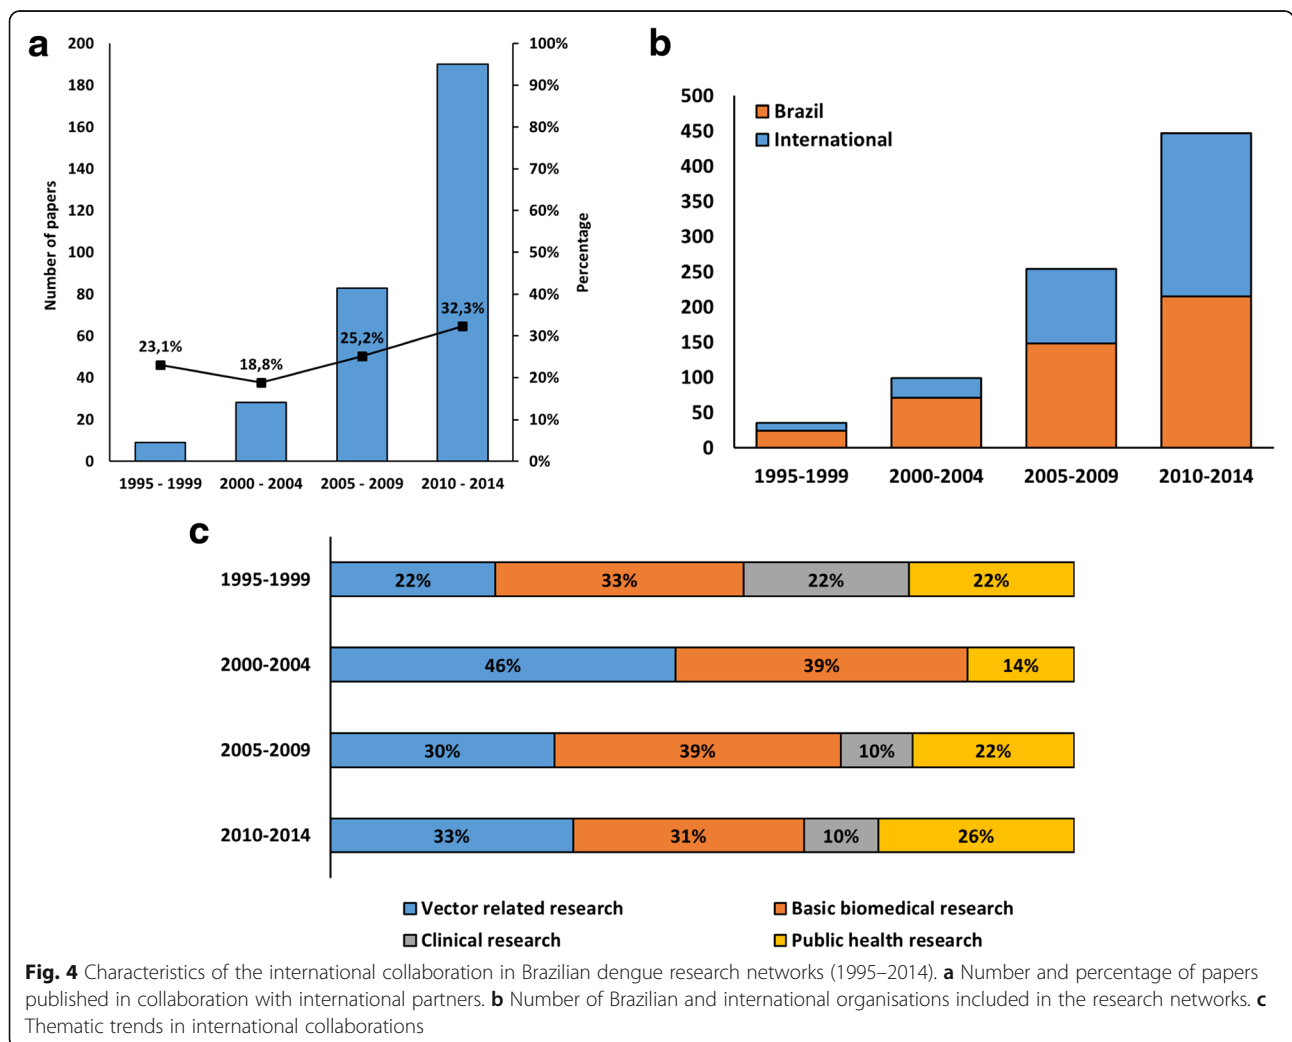 a
200
180
160
140
120
100
80
60
40
20
0
Number of papers
100%
90%
80%
70%
60%
50%
40%
30%
20%
10%
0%
Percentage
23,1%
18,8%
25,2%
32,3%
1995 - 1999 2000 - 2004 2005 - 2009 2010 - 2014
b
500
450
400
350
300
250
200
150
100
50
0
Brazil
International
1995-1999 2000-2004 2005-2009 2010-2014
c
1995-1999 22% 33% 22% 22%
2000-2004 46% 39% 14%
2005-2009 30% 39% 10% 22%
2010-2014 33% 31% 10% 26%
Vector related research Basic biomedical research
Clinical research Public health research
Fig. 4 Characteristics of the international collaboration in Brazilian dengue research networks (1995–2014). a Number and percentage of papers
published in collaboration with international partners. b Number of Brazilian and international organisations included in the research networks. c
Thematic trends in international collaborations